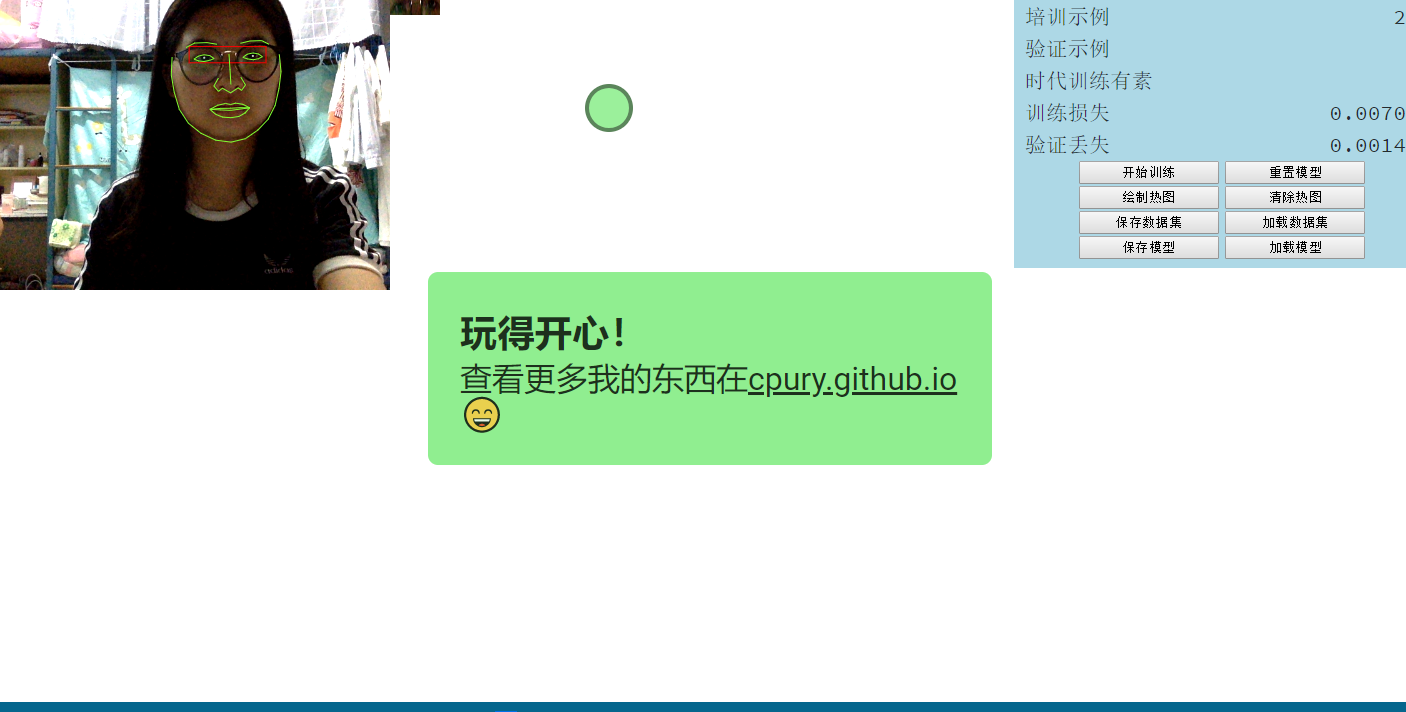 培训示例 2
验证示例
时代训练有素
训练损失 0.0070
验证丢失 0.0014
开始训练 重置模型
绘制热图 清除热图
保存数据集 加载数据集
保存模型 加载模型
玩得开心！
查看更多我的东西在cpury.github.io